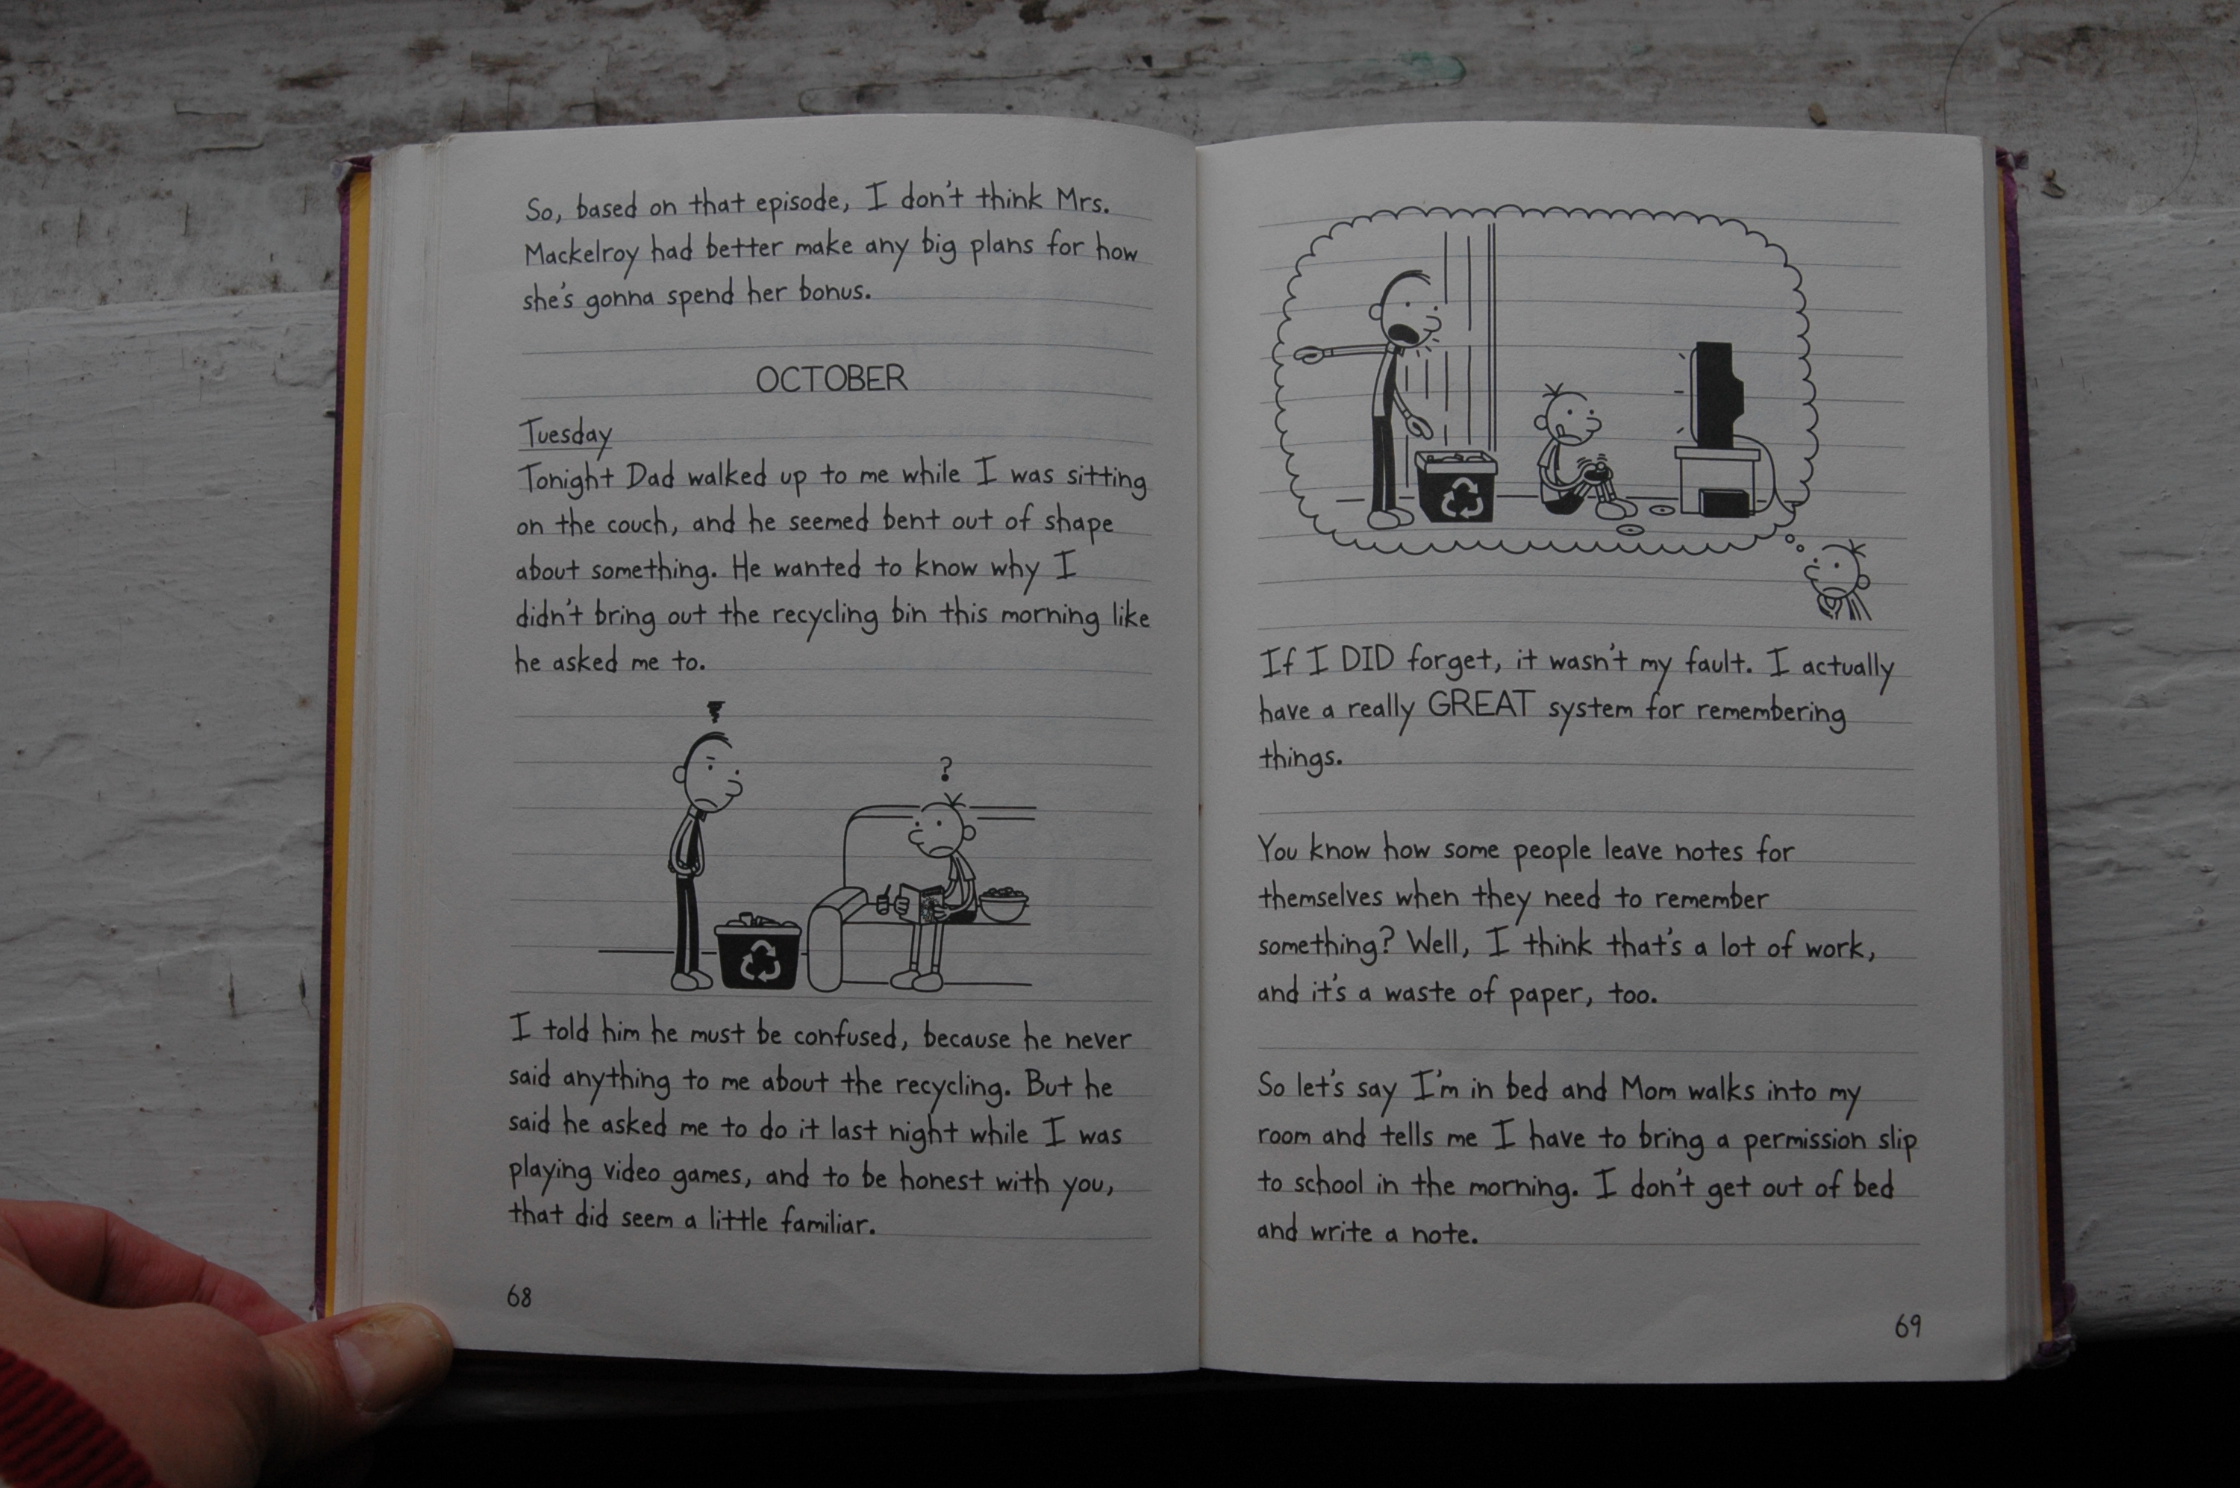 So, based on that episode, I don't think Mrs.
Mackelroy had better make any big plans for how
she's gonna spend her bonus.
OCTOBER
Tuesday
Tonight Dad walked up to me while I was sitting
on the couch, and he seemed bent out of shape
about something. He wanted to know why I
didn't bring out the recycling bin this morning like
he asked me to.
?
I told him he must be confused, because he never
said anything to me about the recycling. But he
said he asked me to do it last night while I was
playing video games, and to be honest with you,
that did seem a little familiar.
68
If I DID forget, it wasn't my fault. I actually
have a really GREAT system for remembering
things.
You know how some people leave notes for
themselves when they need to remember
something? Well, I think that's a lot of work,
and it's a waste of paper, too.
So let's say I'm in bed and Mom walks into my
room and tells me I have to bring a permission slip
to school in the morning. I don't get out of bed
and write a note.
69